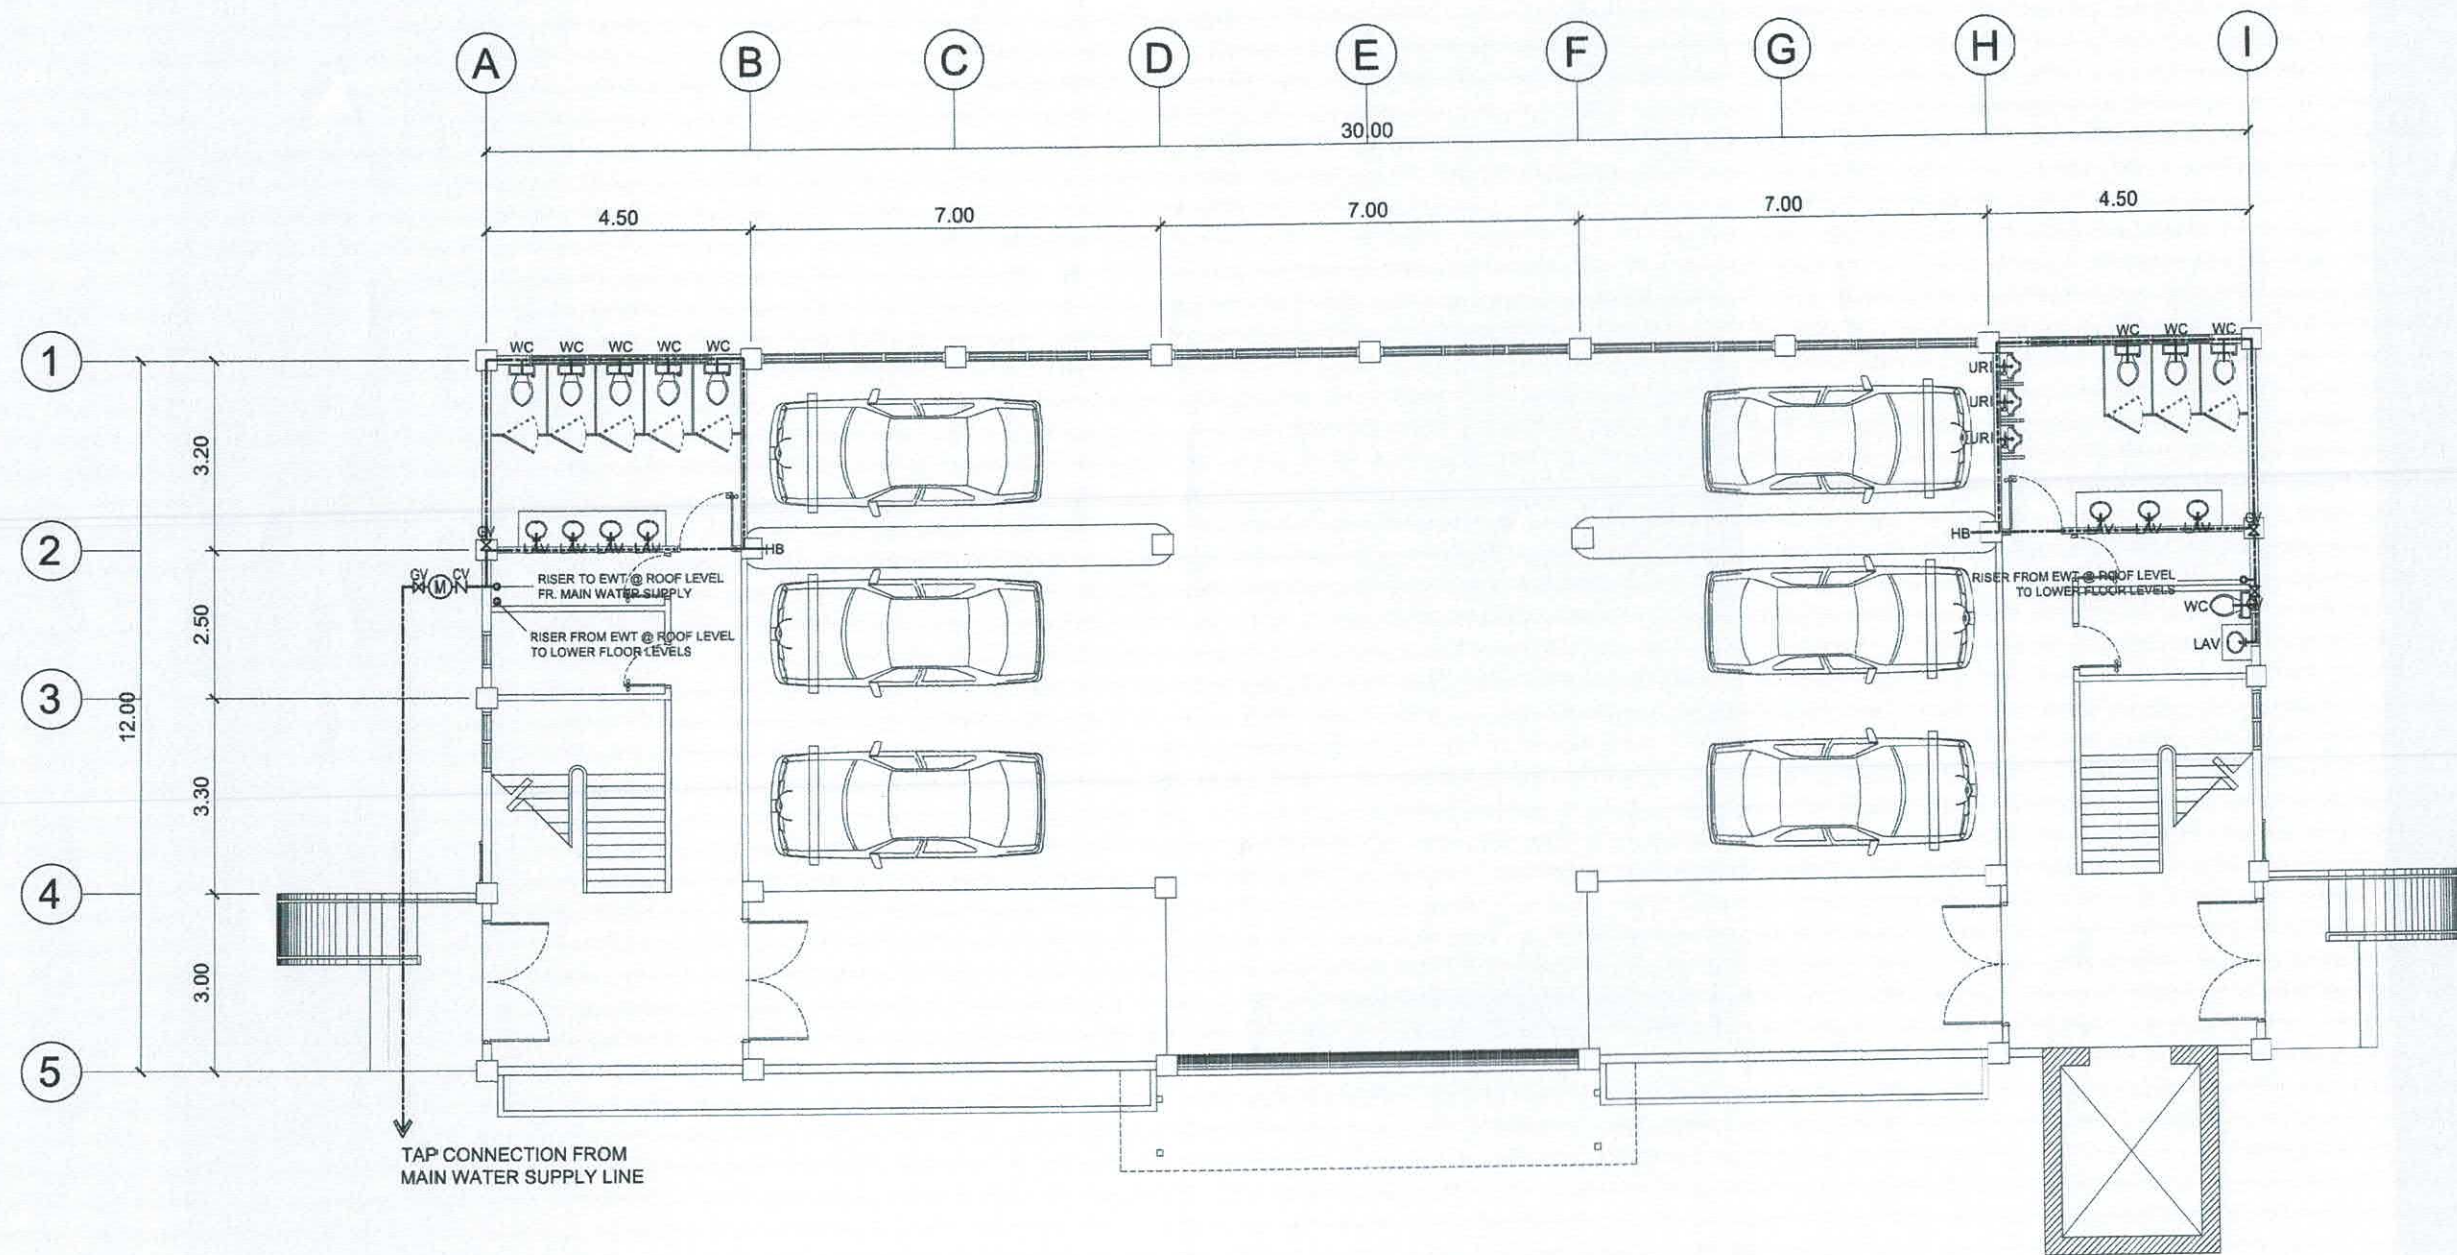 A B C D E F G H I
30.00
4.50 7.00 7.00 7.00 4.50
1
WC WC WC WC WC
WC WC WC
URI
URI
URI
3.20
GV
LAV LAV LAV LAV
LAV LAV LAV
2
HB
HB
GV M CV
RISER TO EWT @ ROOF LEVEL
FR. MAIN WATER SUPPLY
RISER FROM EWT @ ROOF LEVEL
TO LOWER FLOOR LEVELS
RISER FROM EWT @ ROOF LEVEL
TO LOWER FLOOR LEVELS
WC
LAV
2.50
3
12.00
3.30
4
3.00
5
TAP CONNECTION FROM
MAIN WATER SUPPLY LINE